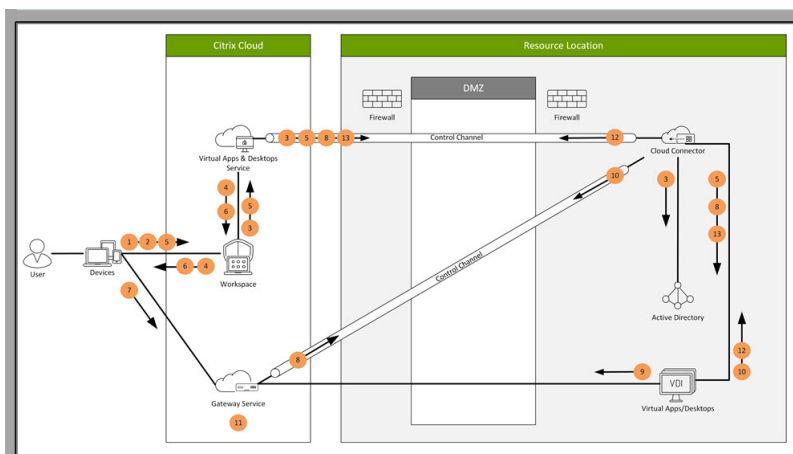 Citrix Cloud
Resource Location
DMZ
Firewall
Firewall
3 5 8 13
Control Channel
12
Virtual Apps & Desktops
Service
Cloud Connector
4
6
5
3
10
3
5
8
13
1 2 5
6 4
User
Devices
Workspace
Control Channel
7
Active Directory
8
12
10
9
VDI
Gateway Service
Virtual Apps/Desktops
11